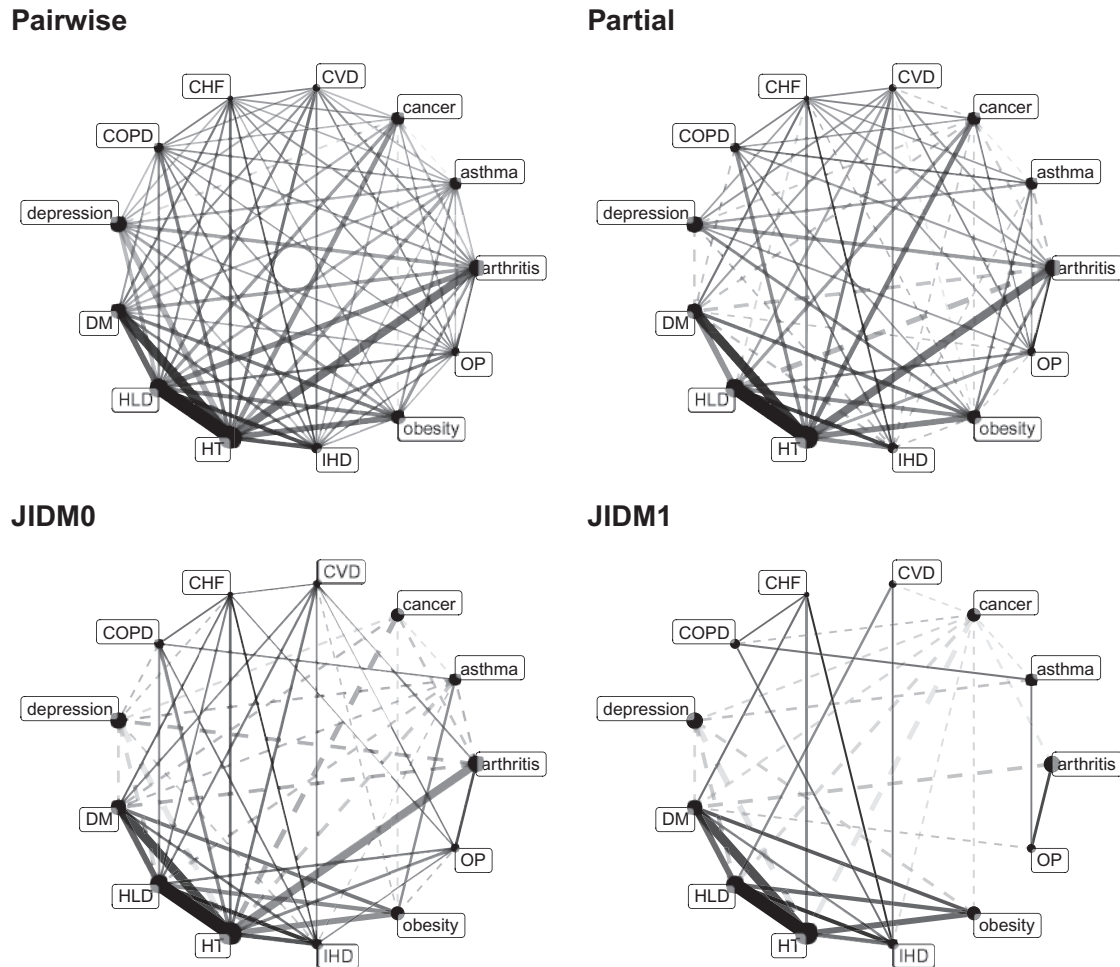 Pairwise
Partial
CVD
CHF
cancer
COPD
asthma
depression
arthritis
DM
OP
HLD
obesity
HT
IHD
CVD
CHF
cancer
COPD
asthma
depression
arthritis
DM
OP
HLD
obesity
HT
IHD
JIDM0
JIDM1
CVD
CHF
cancer
COPD
asthma
depression
arthritis
DM
OP
HLD
obesity
HT
IHD
CVD
CHF
cancer
COPD
asthma
depression
arthritis
DM
OP
HLD
obesity
HT
IHD